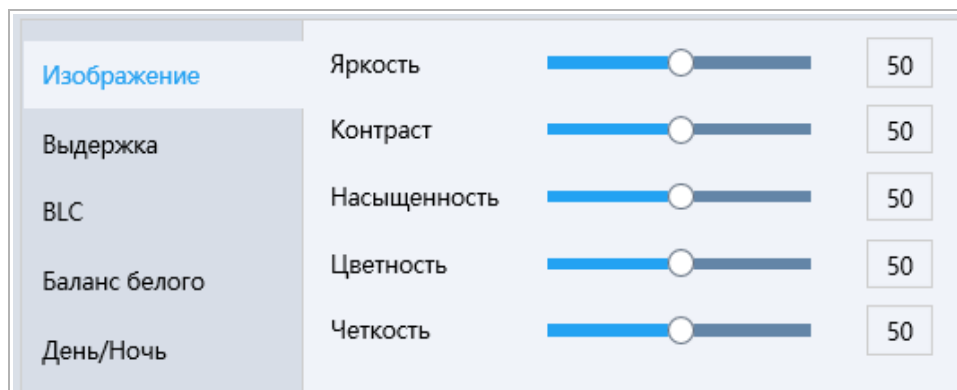 Изображение
Выдержка
BLC
Баланс белого
День/Ночь
Яркость 50
Контраст 50
Насыщенность 50
Цветность 50
Четкость 50